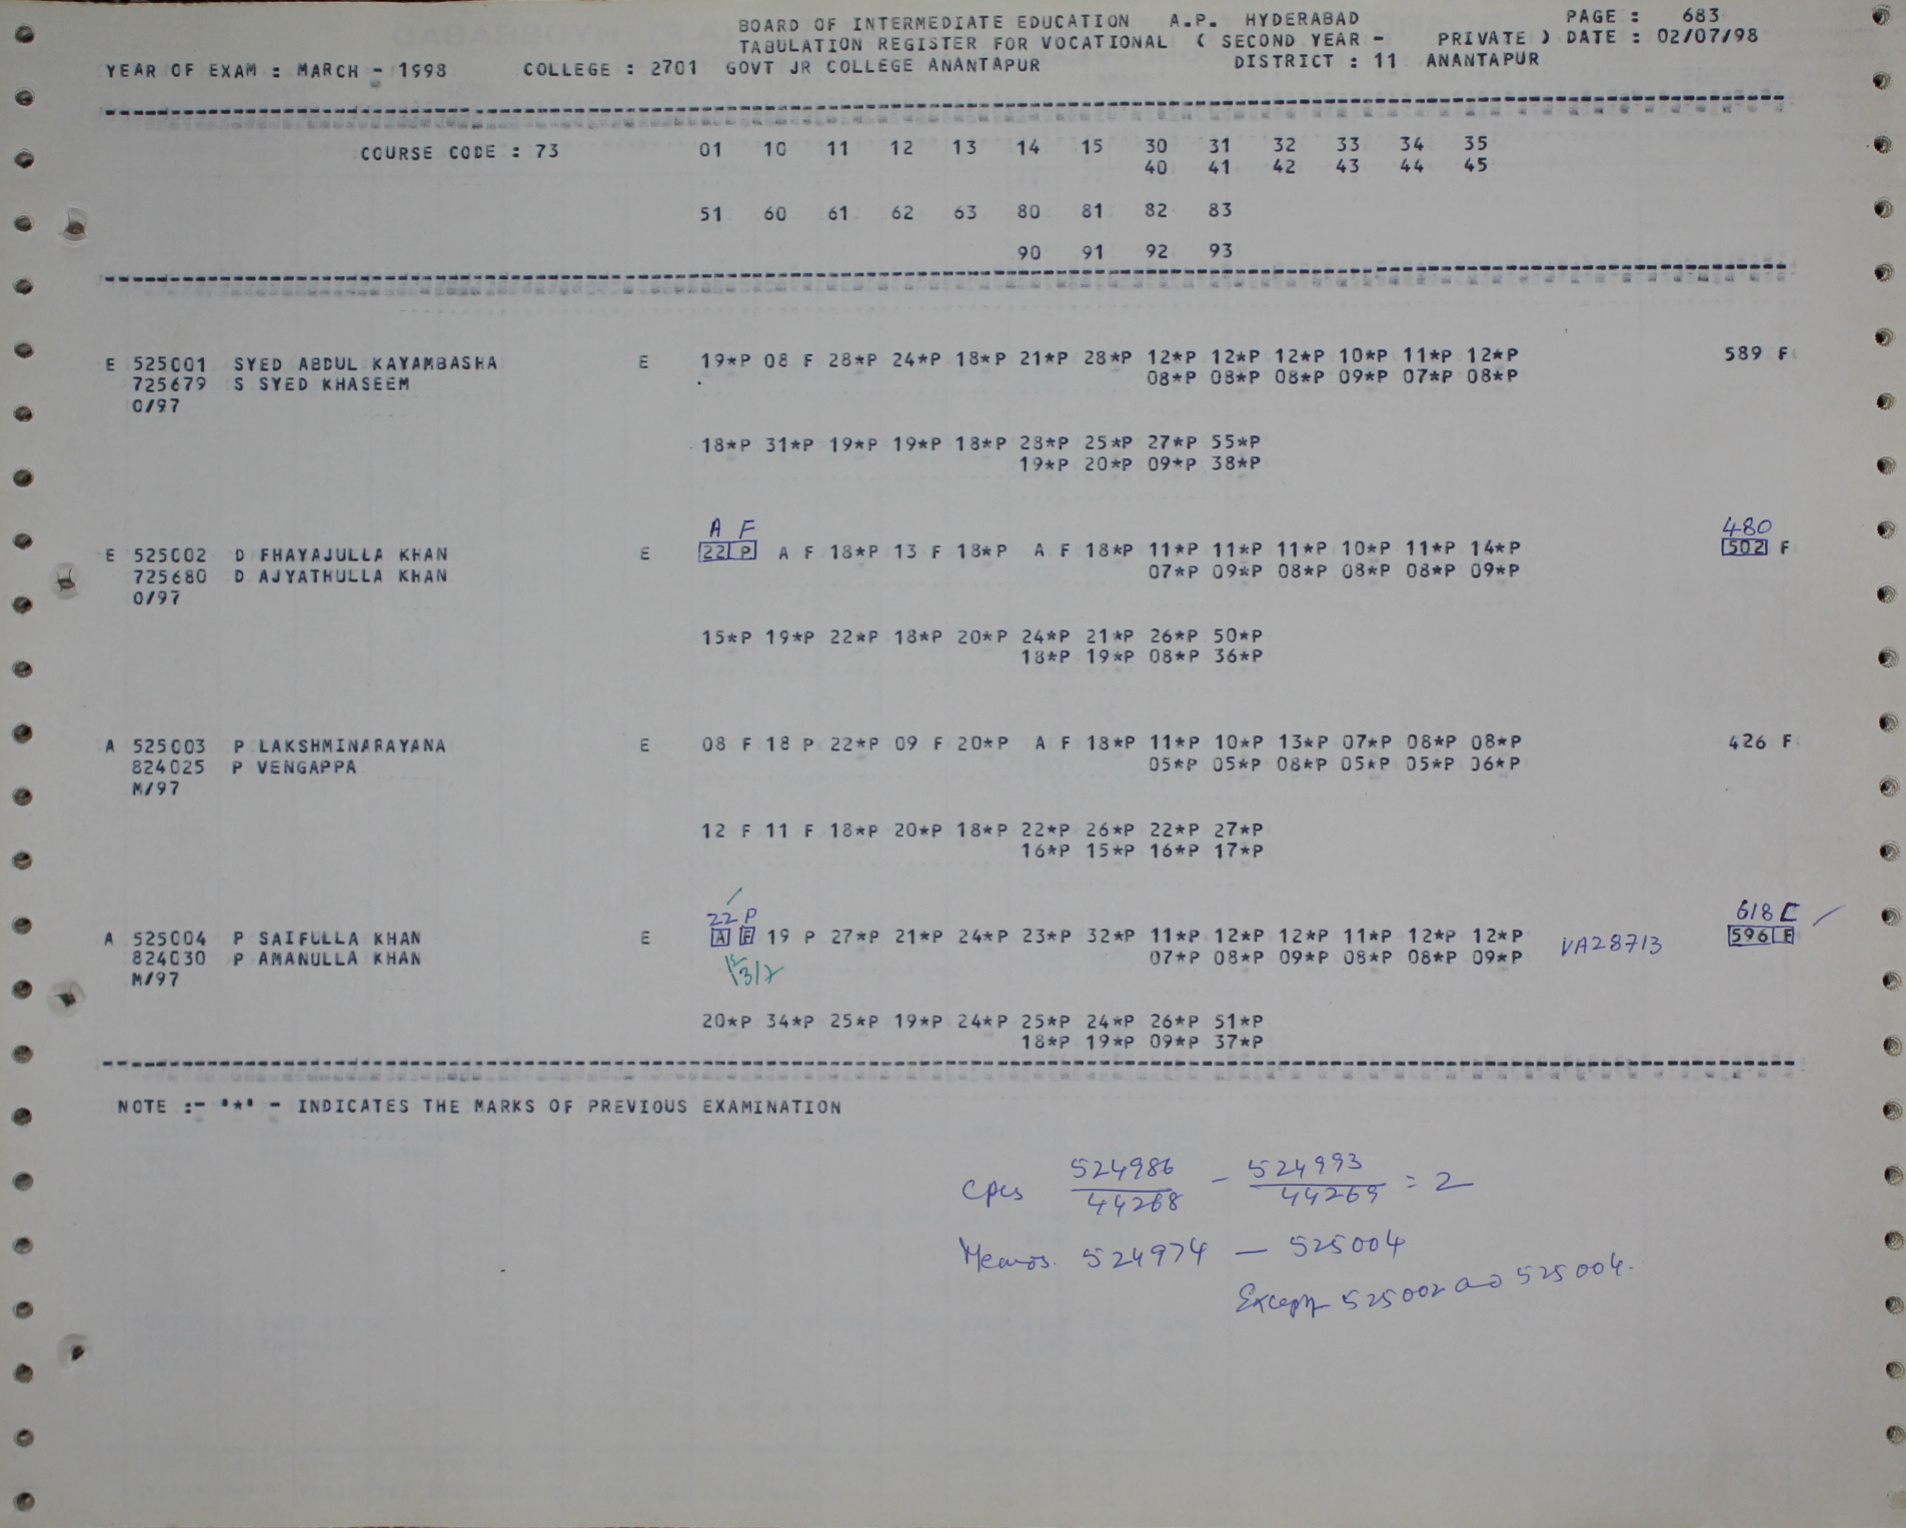 BOARD OF INTERMEDIATE EDUCATION A.P. HYDERABAD PAGE : 683
TABULATION REGISTER FOR VOCATIONAL ( SECOND YEAR - PRIVATE ) DATE : 02/07/98
YEAR OF EXAM : MARCH - 1998 COLLEGE : 2701 GOVT JR COLLEGE ANANTAPUR DISTRICT : 11 ANANTAPUR
COURSE CODE : 73 01 10 11 12 13 14 15 30 31 32 33 34 35
40 41 42 43 44 45
51 60 61 62 63 80 81 82 83
90 91 92 93
E 525001 SYED ABDUL KAYAMBASHA E 19*P 08 F 28*P 24*P 18*P 21*P 28*P 12*P 12*P 12*P 10*P 11*P 12*P 589 F
725679 S SYED KHASEEM 08*P 08*P 08*P 09*P 07*P 08*P
O/97
18*P 31*P 19*P 19*P 18*P 28*P 25*P 27*P 55*P
19*P 20*P 09*P 38*P
A F 480
E 525002 D FHAYAJULLA KHAN E 22 P A F 18*P 13 F 18*P A F 18*P 11*P 11*P 11*P 10*P 11*P 14*P 502 F
725680 D AJYATHULLA KHAN 07*P 09*P 08*P 08*P 08*P 09*P
O/97
15*P 19*P 22*P 18*P 20*P 24*P 21*P 26*P 50*P
18*P 19*P 08*P 36*P
A 525003 P LAKSHMINARAYANA E 08 F 18 P 22*P 09 F 20*P A F 18*P 11*P 10*P 13*P 07*P 08*P 08*P 426 F
824025 P VENGAPPA 05*P 05*P 08*P 05*P 05*P 06*P
M/97
12 F 11 F 18*P 20*P 18*P 22*P 26*P 22*P 27*P
16*P 15*P 16*P 17*P
22 P 618 C
A 525004 P SAIFULLA KHAN E A F 19 P 27*P 21*P 24*P 23*P 32*P 11*P 12*P 12*P 11*P 12*P 12*P VA28713 596 F
824030 P AMANULLA KHAN 07*P 08*P 09*P 08*P 08*P 09*P
M/97
20*P 34*P 25*P 19*P 24*P 25*P 24*P 26*P 51*P
18*P 19*P 09*P 37*P
NOTE :- '*' - INDICATES THE MARKS OF PREVIOUS EXAMINATION
cpcs 524986 - 524993 = 2
44268 44269
Memos. 524974 — 525004
Except 525002 and 525004.